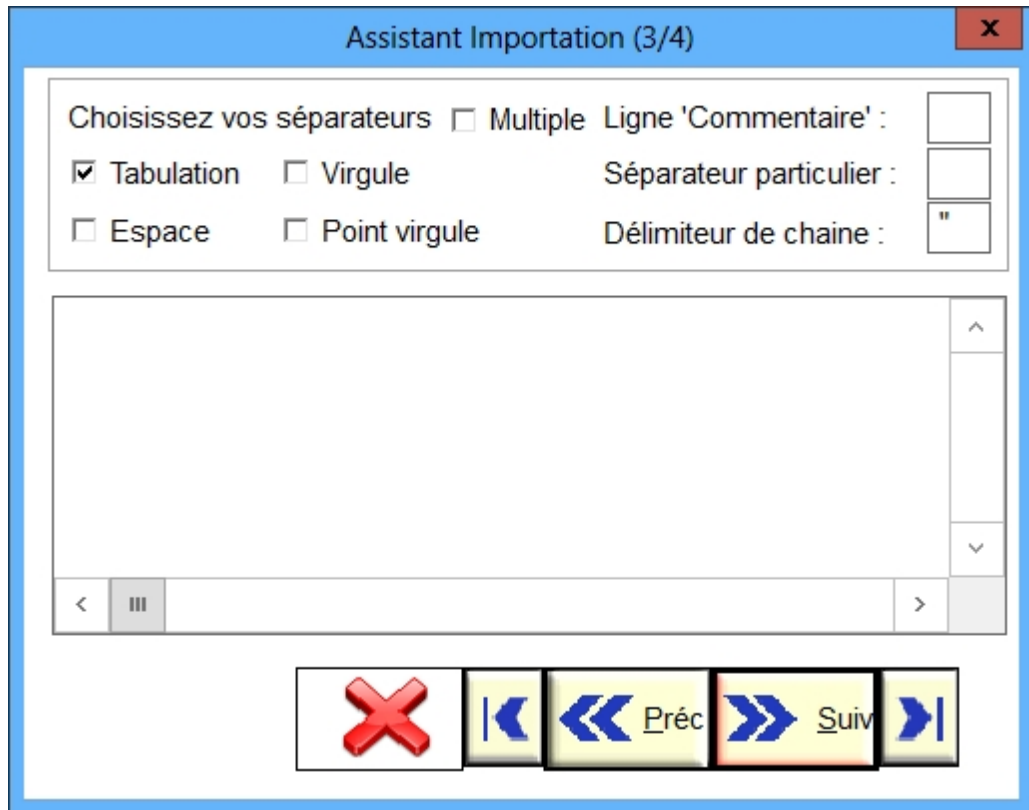 Assistant Importation (3/4)
x
Choisissez vos séparateurs Multiple Ligne 'Commentaire' :
Tabulation Virgule Séparateur particulier :
Espace Point virgule Délimiteur de chaine : "
Préc Suiv